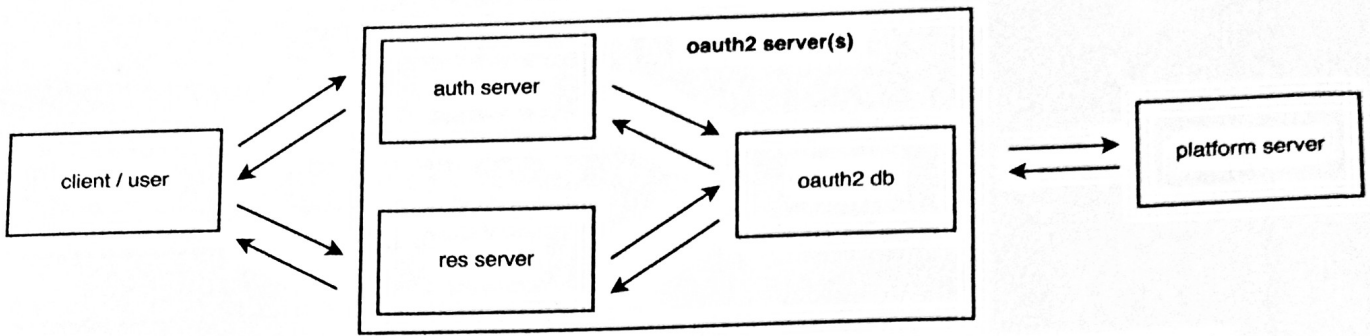 oauth2 server(s)
auth server
client / user
oauth2 db
platform server
res server